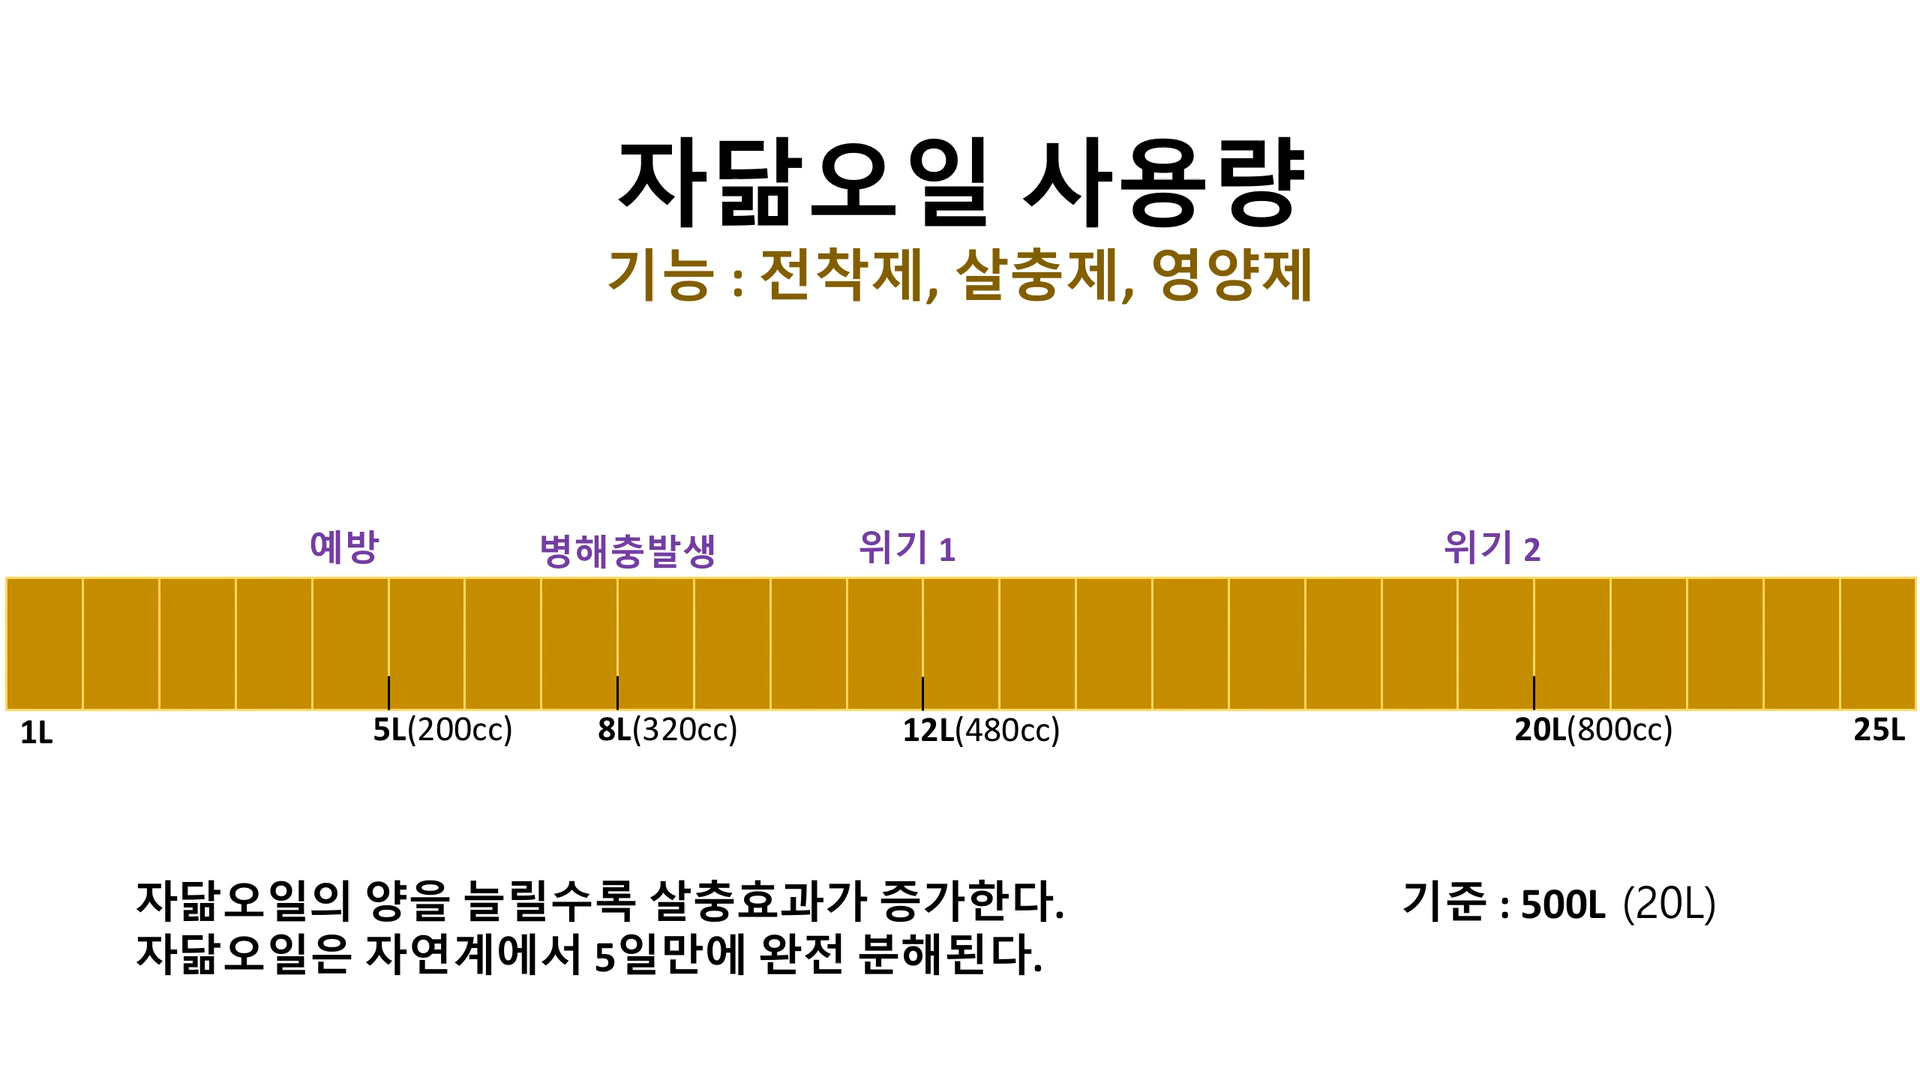 자닮오일 사용량
기능 : 전착제, 살충제, 영양제
예방 병해충발생 위기 1 위기 2
1L 5L(200cc) 8L(320cc) 12L(480cc) 20L(800cc) 25L
자닮오일의 양을 늘릴수록 살충효과가 증가한다.
자닮오일은 자연계에서 5일만에 완전 분해된다.
기준 : 500L (20L)